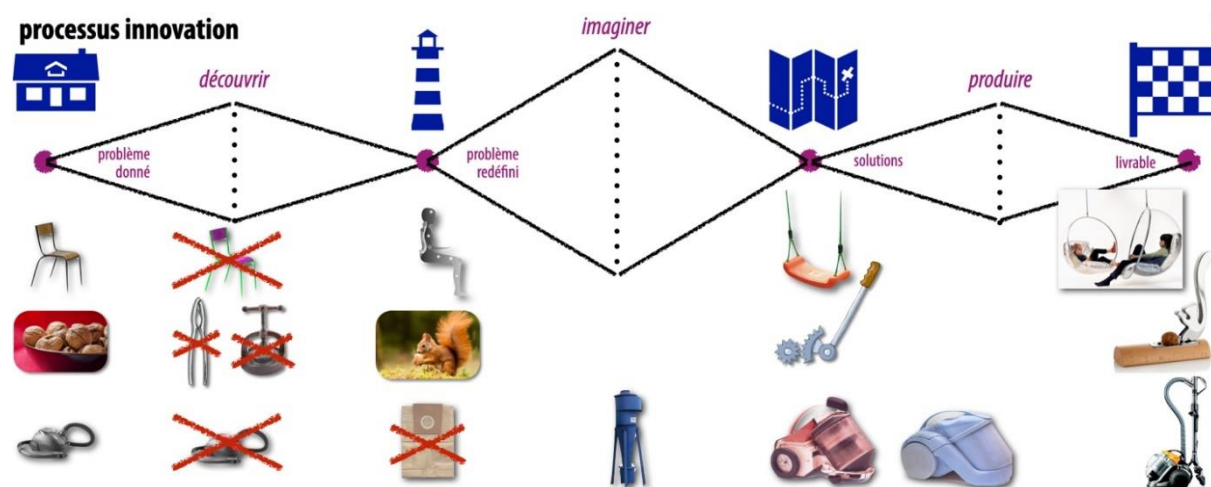 processus innovation
imaginer
découvrir
produire
problème
donné
problème
redéfini
solutions
livrable